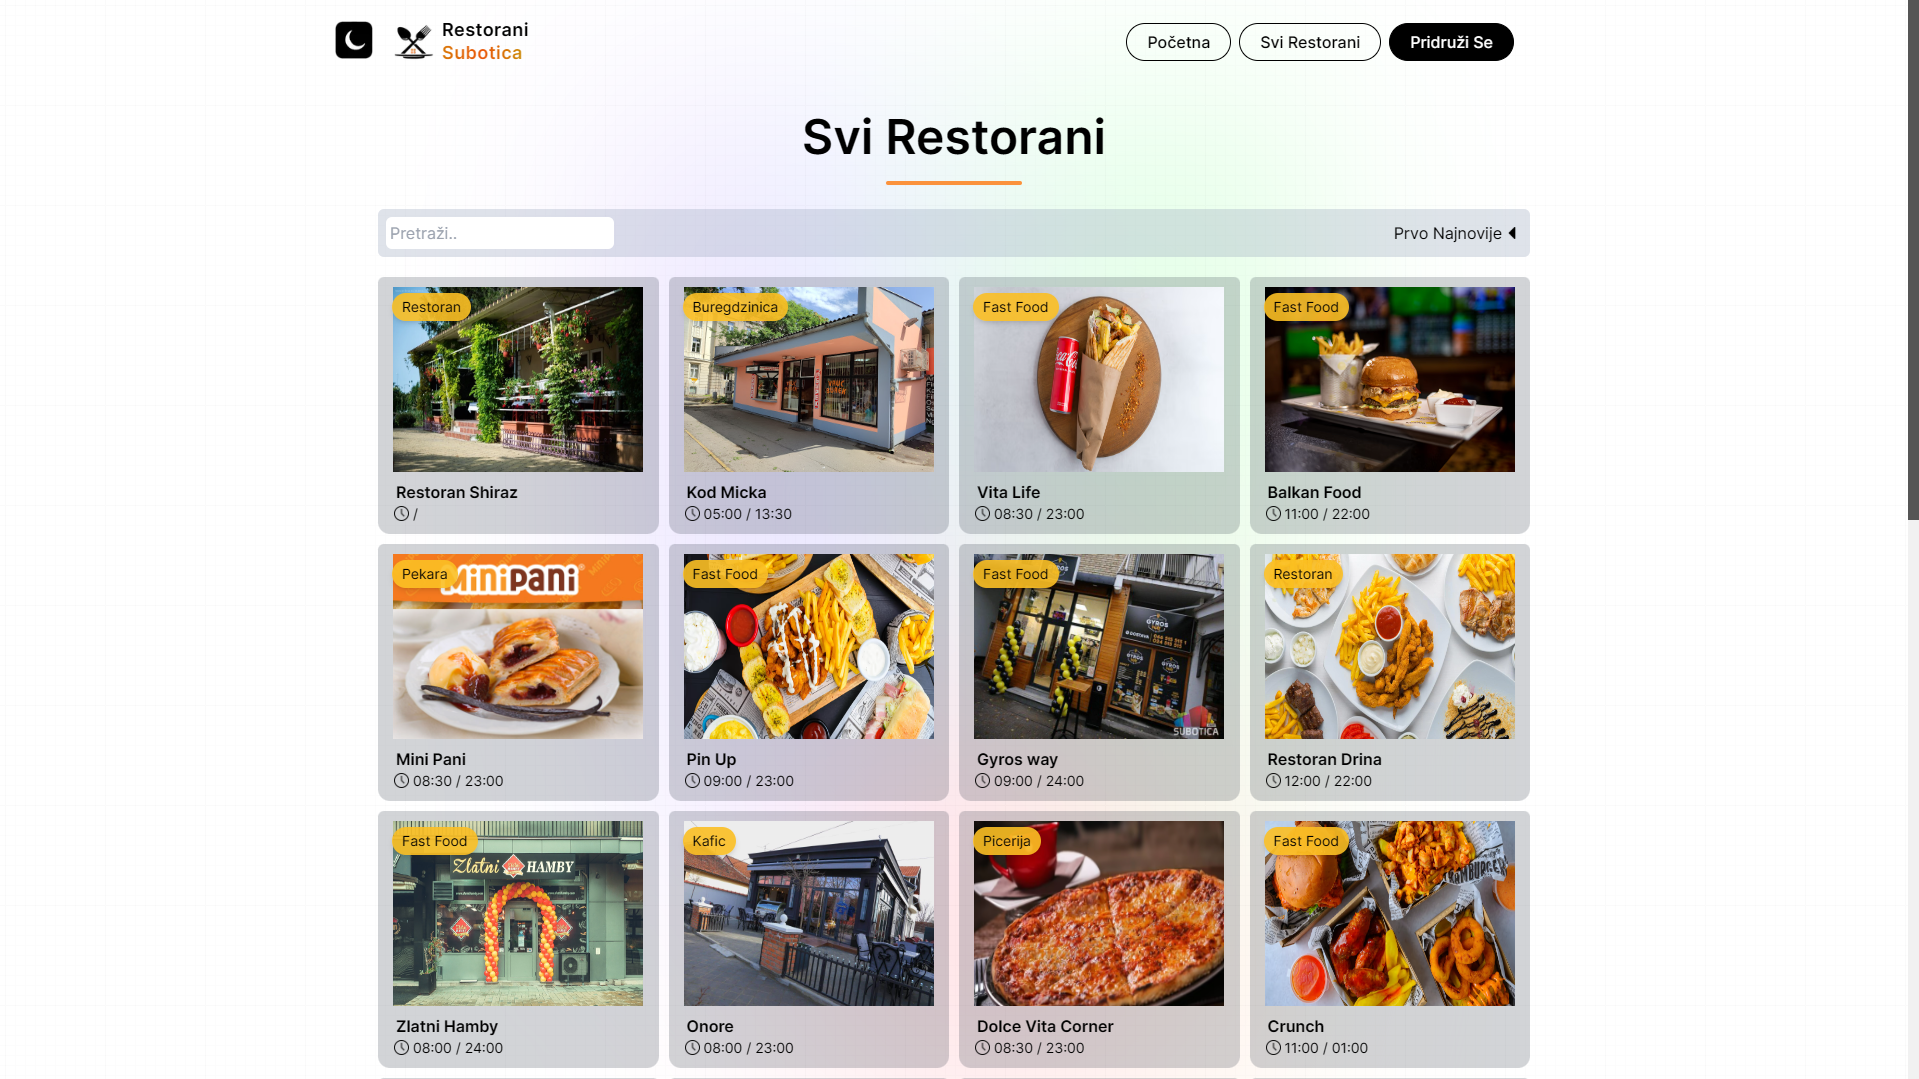 Restorani
Subotica
Početna
Svi Restorani
Pridruži Se
Svi Restorani
Pretraži..
Prvo Najnovije
Restoran
Buregdzinica
Fast Food
Fast Food
Restoran Shiraz
/
Kod Micka
05:00 / 13:30
Vita Life
08:30 / 23:00
Balkan Food
11:00 / 22:00
Pekara
Minipani
Fast Food
Fast Food
GYROS
SUBOTICA
Restoran
Mini Pani
08:30 / 23:00
Pin Up
09:00 / 23:00
Gyros way
09:00 / 24:00
Restoran Drina
12:00 / 22:00
Fast Food
Zlatni HAMBY
Kafic
Picerija
Fast Food
HAMBURGER
Zlatni Hamby
08:00 / 24:00
Onore
08:00 / 23:00
Dolce Vita Corner
08:30 / 23:00
Crunch
11:00 / 01:00